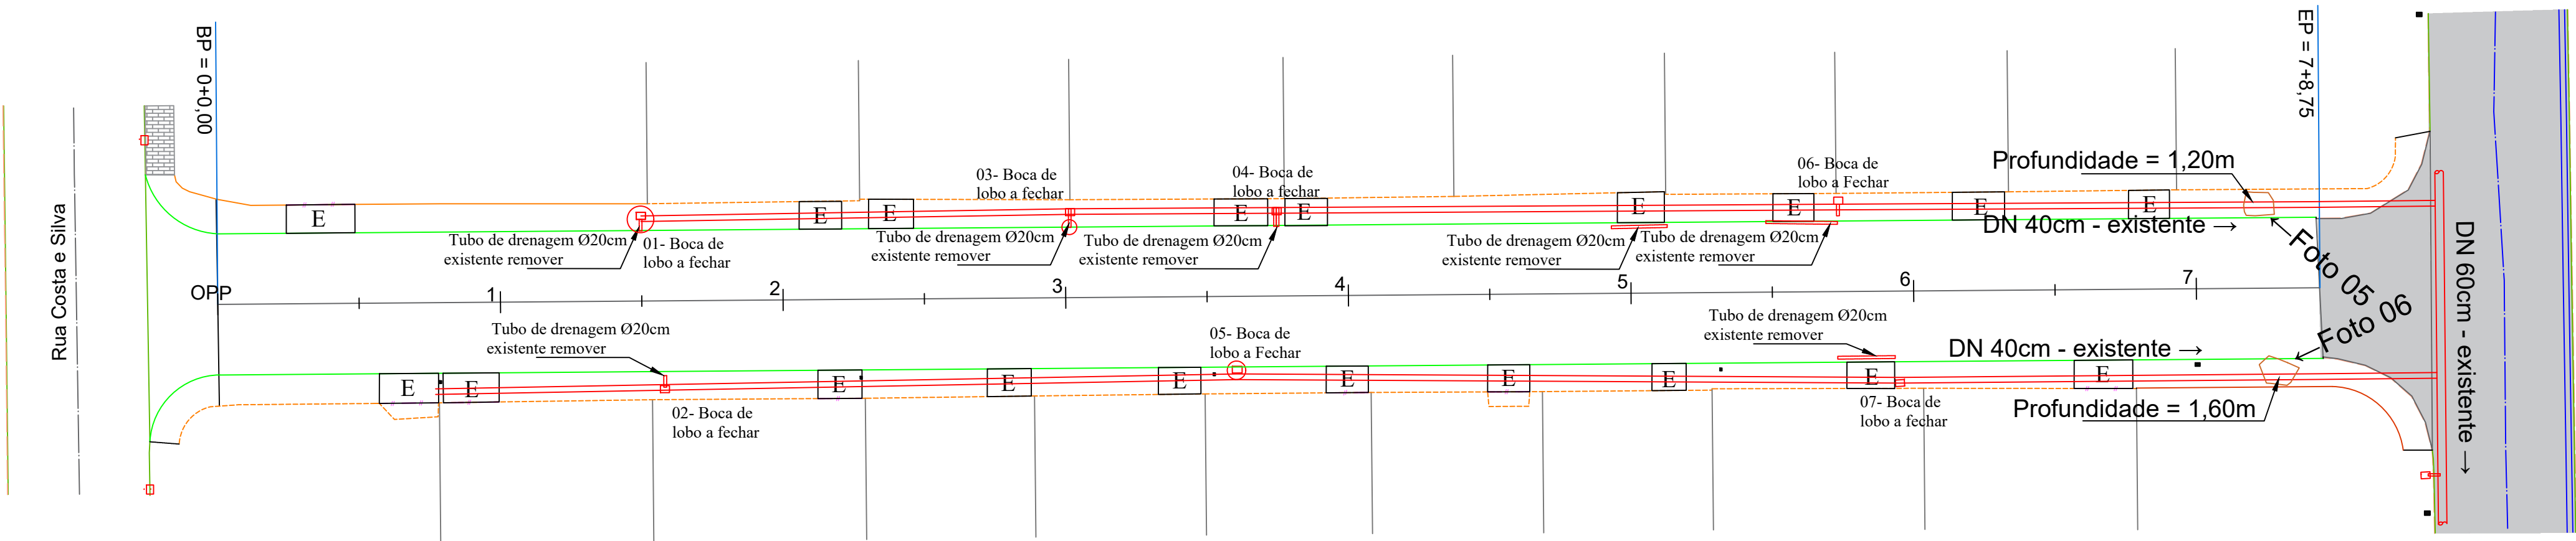 BP = 0+0,00
EP = 7+8,75
Rua Costa e Silva
03- Boca de
lobo a fechar
04- Boca de
lobo a fechar
06- Boca de
lobo a Fechar
Profundidade = 1,20m
E
E
E
E
E
E
E
E
E
DN 40cm - existente →
Tubo de drenagem Ø20cm
existente remover
01- Boca de
lobo a fechar
Tubo de drenagem Ø20cm
existente remover
Tubo de drenagem Ø20cm
existente remover
Tubo de drenagem Ø20cm
existente remover
Tubo de drenagem Ø20cm
existente remover
Foto 05
Foto 06
DN 60cm - existente →
OPP
1
2
3
4
5
6
7
Tubo de drenagem Ø20cm
existente remover
05- Boca de
lobo a Fechar
Tubo de drenagem Ø20cm
existente remover
DN 40cm - existente →
E
E
E
E
E
E
E
E
E
E
02- Boca de
lobo a fechar
07- Boca de
lobo a fechar
Profundidade = 1,60m